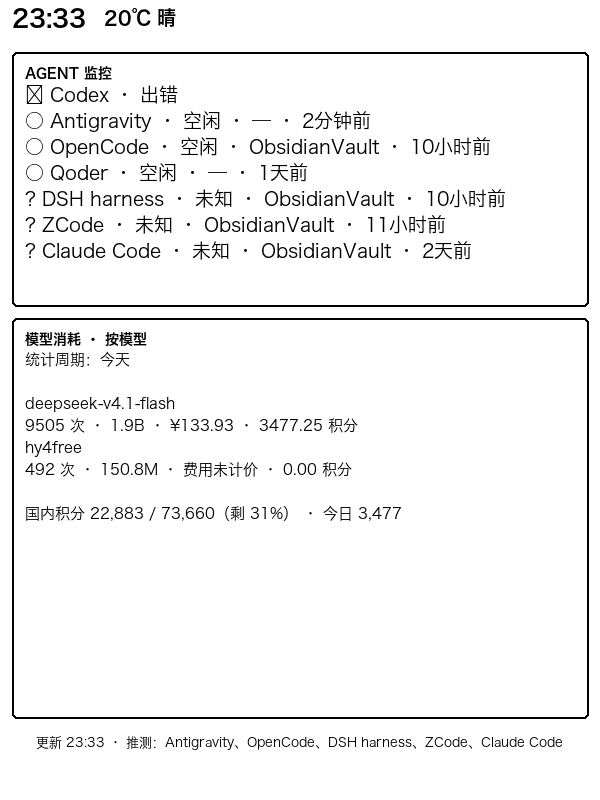 23:33 20℃ 晴
AGENT 监控
☒ Codex · 出错
○ Antigravity · 空闲 · — · 2分钟前
○ OpenCode · 空闲 · ObsidianVault · 10小时前
○ Qoder · 空闲 · — · 1天前
? DSH harness · 未知 · ObsidianVault · 10小时前
? ZCode · 未知 · ObsidianVault · 11小时前
? Claude Code · 未知 · ObsidianVault · 2天前
模型消耗 · 按模型
统计周期：今天
deepseek-v4.1-flash
9505 次 · 1.9B · ¥133.93 · 3477.25 积分
hy4free
492 次 · 150.8M · 费用未计价 · 0.00 积分
国内积分 22,883 / 73,660（剩 31%） · 今日 3,477
更新 23:33 · 推测：Antigravity、OpenCode、DSH harness、ZCode、Claude Code